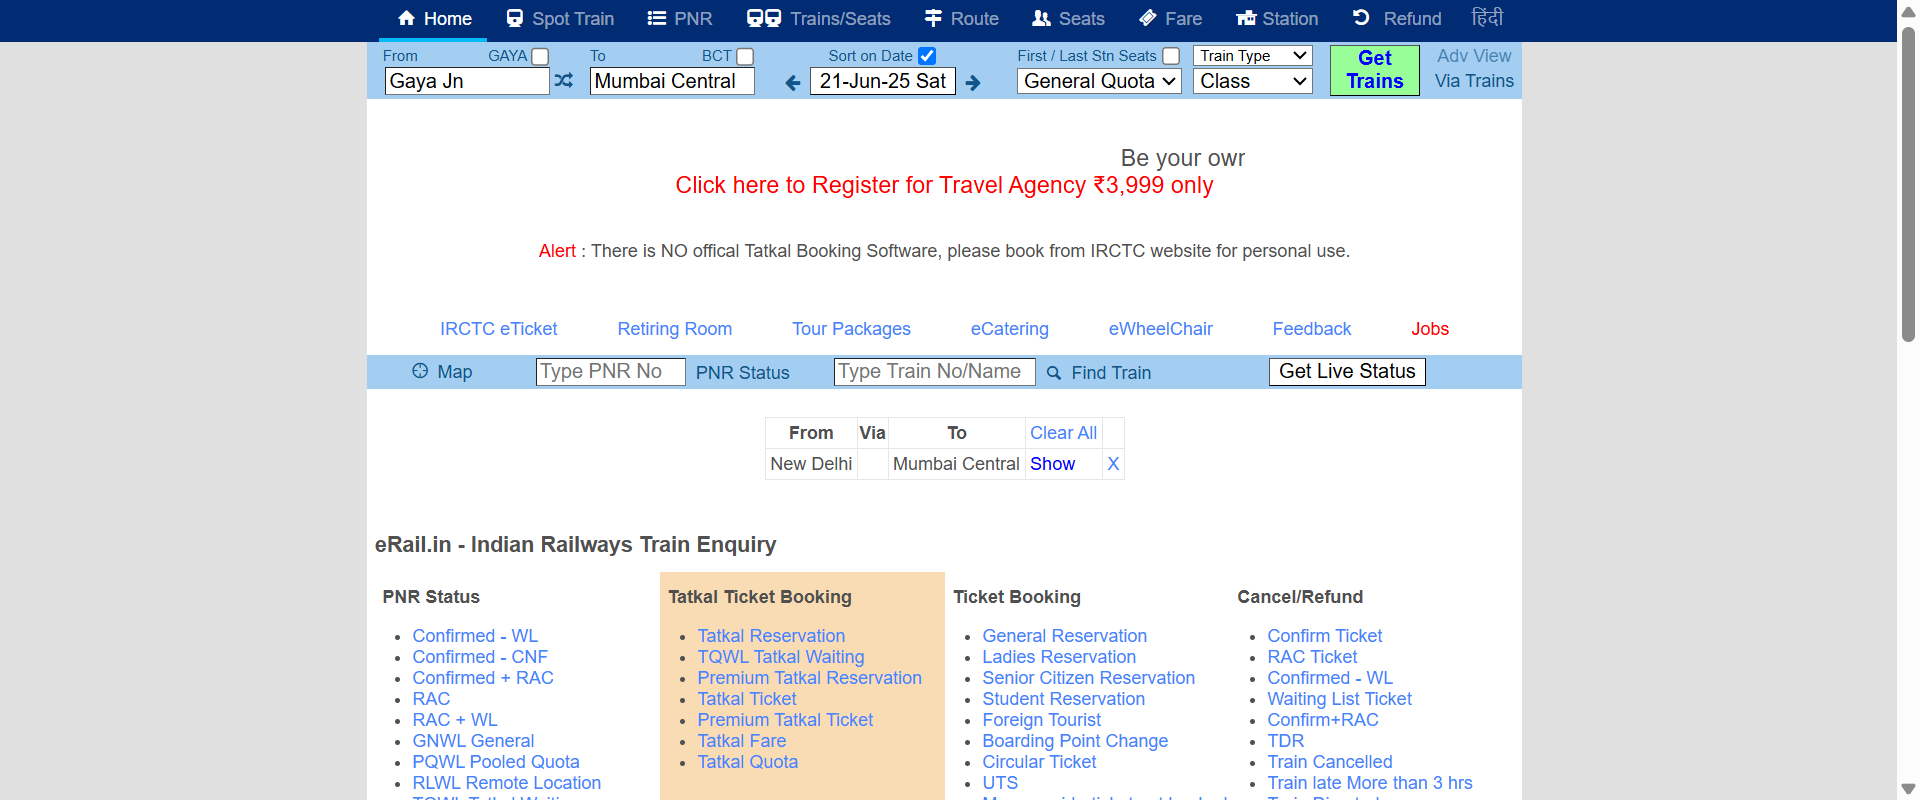 Home Spot Train PNR Trains/Seats Route Seats Fare Station Refund हिंदी
From GAYA To BCT Sort on Date First / Last Stn Seats Train Type Get Trains Adv View
Gaya Jn Mumbai Central 21-Jun-25 Sat General Quota Class Via Trains
Be your owr
Click here to Register for Travel Agency ₹3,999 only
Alert : There is NO offical Tatkal Booking Software, please book from IRCTC website for personal use.
IRCTC eTicket Retiring Room Tour Packages eCatering eWheelChair Feedback Jobs
Map Type PNR No PNR Status Type Train No/Name Find Train Get Live Status
From Via To Clear All
New Delhi Mumbai Central Show X
eRail.in - Indian Railways Train Enquiry
PNR Status
Confirmed - WL
Confirmed - CNF
Confirmed + RAC
RAC
RAC + WL
GNWL General
PQWL Pooled Quota
RLWL Remote Location
Tatkal Ticket Booking
Tatkal Reservation
TQWL Tatkal Waiting
Premium Tatkal Reservation
Tatkal Ticket
Premium Tatkal Ticket
Tatkal Fare
Tatkal Quota
Ticket Booking
General Reservation
Ladies Reservation
Senior Citizen Reservation
Student Reservation
Foreign Tourist
Boarding Point Change
Circular Ticket
UTS
Cancel/Refund
Confirm Ticket
RAC Ticket
Confirmed - WL
Waiting List Ticket
Confirm+RAC
TDR
Train Cancelled
Train late More than 3 hrs